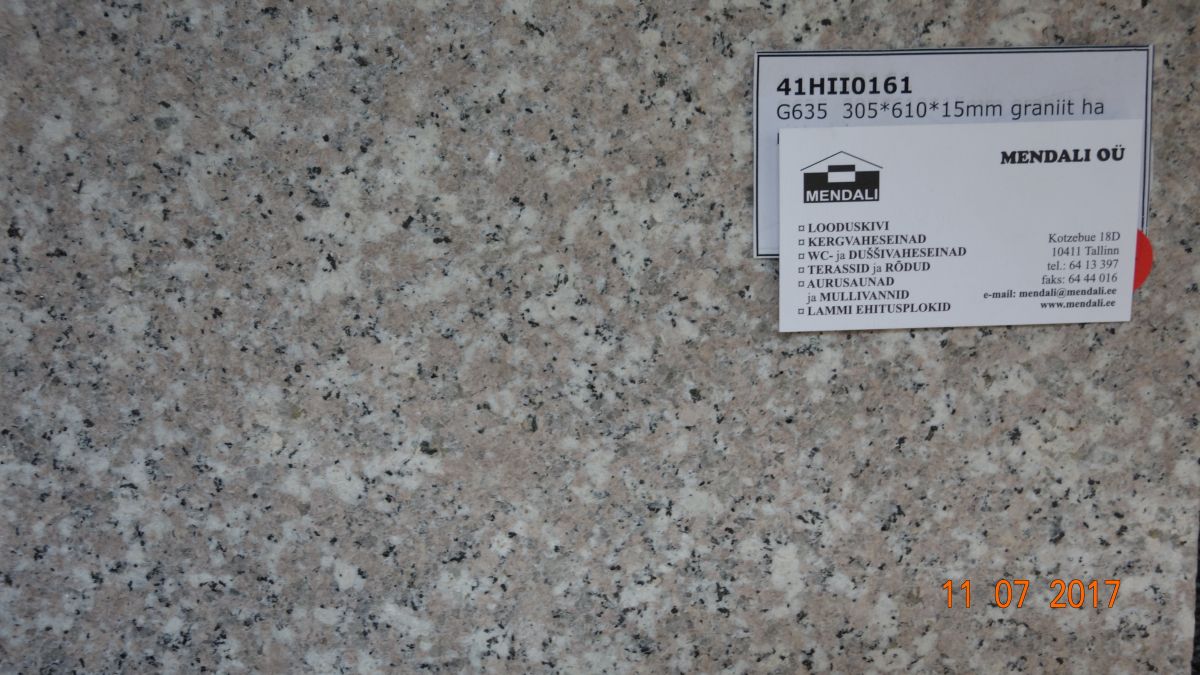 41HII0161
G635 305*610*15mm graniit ha
MENDALI OÜ
MENDALI
¤ LOODUSKIVI
¤ KERGVAHESEINAD
¤ WC- ja DUŠŠIVAHESEINAD
¤ TERASSID ja RÕDUD
¤ AURUSAUNAD
ja MULLIVANNID
¤ LAMMI EHITUSPLOKID
Kotzebue 18D
10411 Tallinn
tel.: 64 13 397
faks: 64 44 016
e-mail: mendali@mendali.ee
www.mendali.ee
11 07 2017